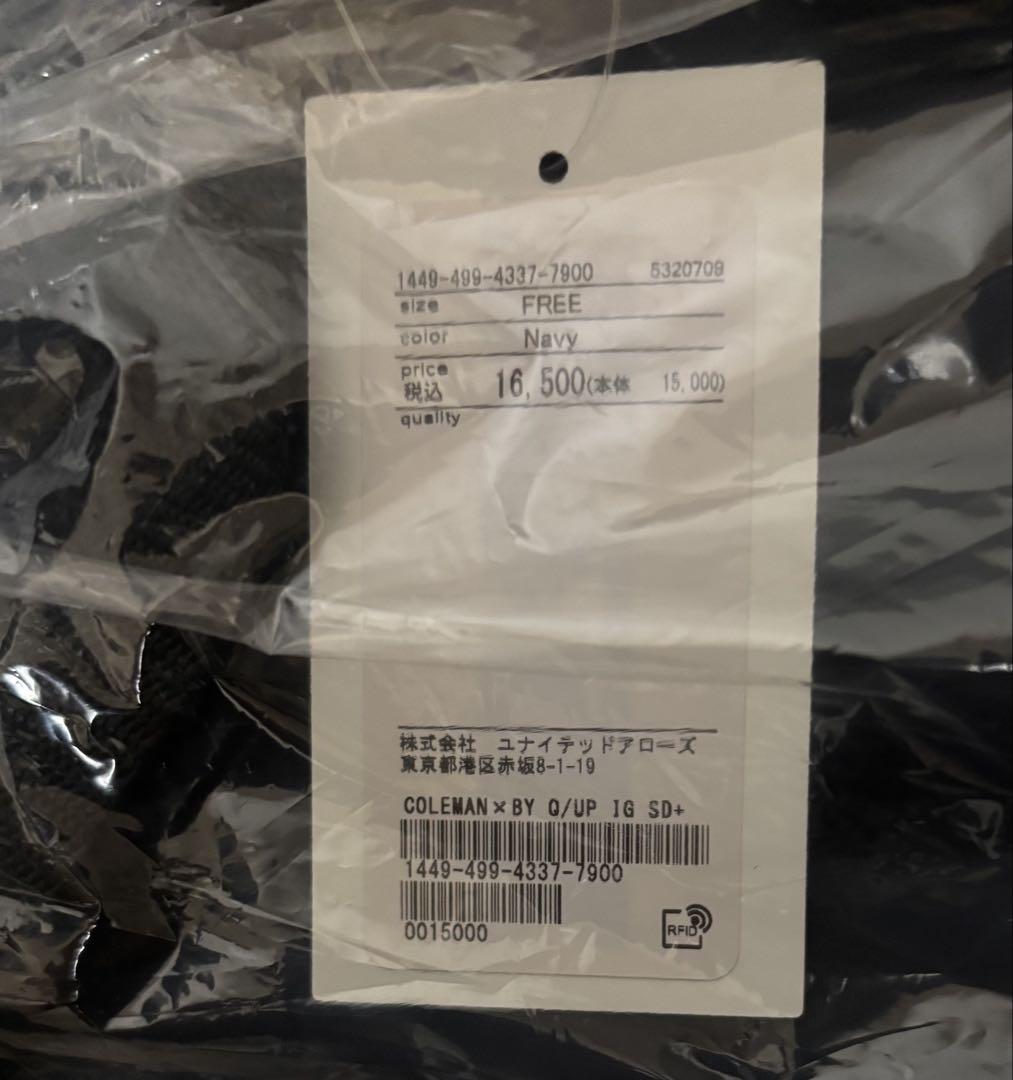 1449-499-4337-7900 5320709
size FREE
color Navy
price
税込 16,500(本体 15,000)
quality
株式会社 ユナイテッドアローズ
東京都港区赤坂8-1-19
COLEMAN×BY Q/UP IG SD+
1449-499-4337-7900
0015000
RFID